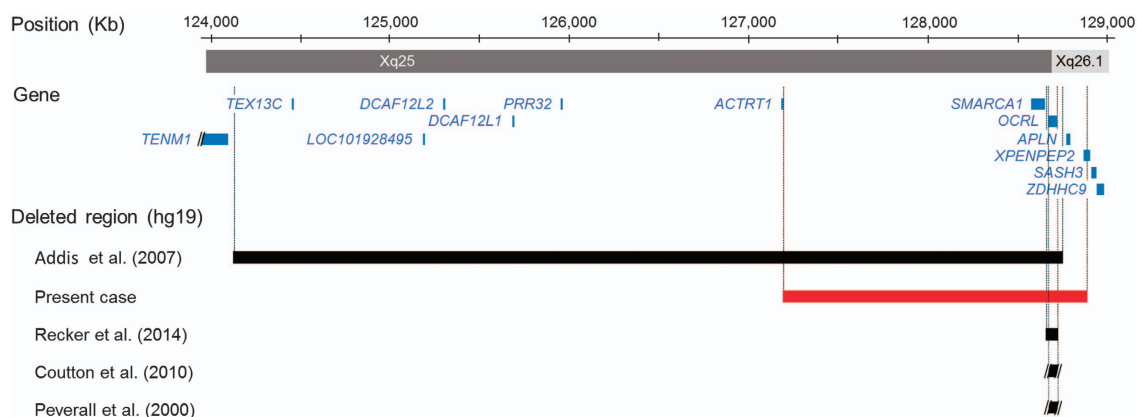 Position (Kb) 124,000 125,000 126,000 127,000 128,000 129,000
Xq25 Xq26.1
Gene
TEX13C DCAF12L2 PRR32 ACTRT1 SMARCA1
DCAF12L1 OCRL
TENM1 LOC101928495 APLN
XPENPEP2
SASH3
ZDHHC9
Deleted region (hg19)
Addis et al. (2007)
Present case
Recker et al. (2014)
Coutton et al. (2010)
Peverall et al. (2000)